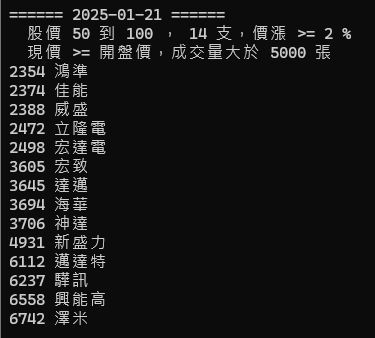 ====== 2025-01-21 ======
股價 50 到 100 , 14 支，價漲 >= 2 %
現價 >= 開盤價，成交量大於 5000 張
2354 鴻準
2374 佳能
2388 威盛
2472 立隆電
2498 宏達電
3605 宏致
3645 達邁
3694 海華
3706 神達
4931 新盛力
6112 邁達特
6237 驊訊
6558 興能高
6742 澤米